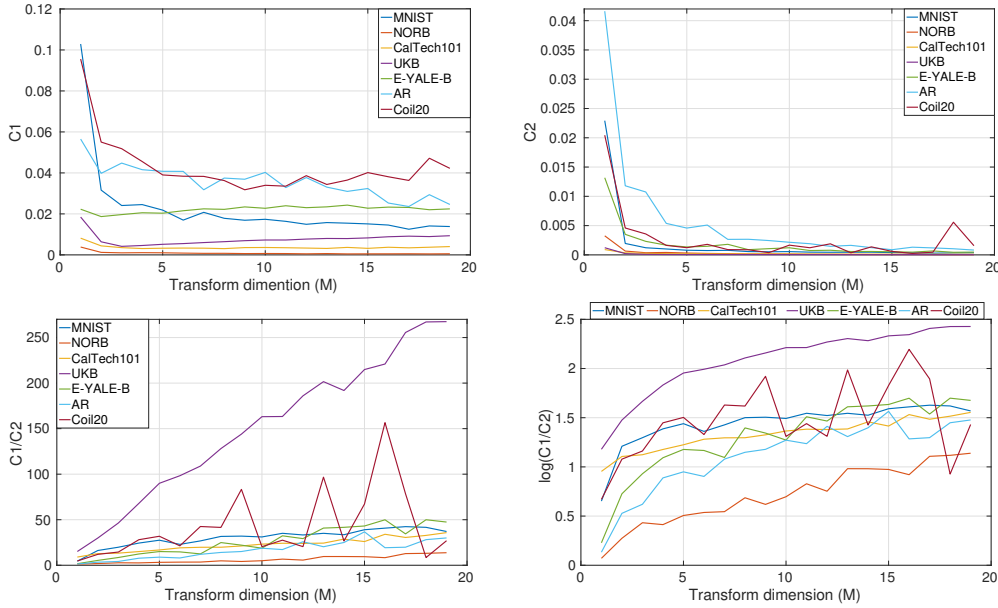 0.12
0.1
0.08
0.06
0.04
0.02
0
C1
0 5 10 15 20
Transform dimention (M)
MNIST
NORB
CalTech101
UKB
E-YALE-B
AR
Coil20
0.04
0.035
0.03
0.025
0.02
0.015
0.01
0.005
0
C2
0 5 10 15 20
Transform dimension (M)
MNIST
NORB
CalTech101
UKB
E-YALE-B
AR
Coil20
250
200
150
100
50
0
C1/C2
0 5 10 15 20
Transform dimension (M)
MNIST
NORB
CalTech101
UKB
E-YALE-B
AR
Coil20
MNIST NORB CalTech101 UKB E-YALE-B AR Coil20
2.5
2
1.5
1
0.5
0
log(C1/C2)
0 5 10 15 20
Transform dimension (M)